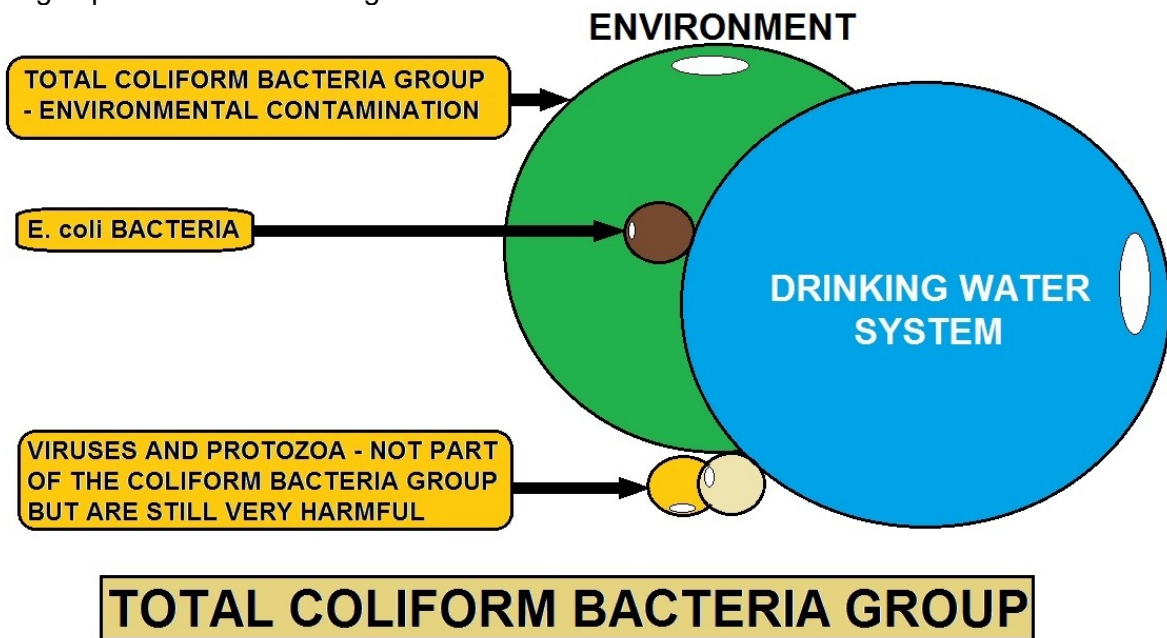 ENVIRONMENT
TOTAL COLIFORM BACTERIA GROUP
- ENVIRONMENTAL CONTAMINATION
E. coli BACTERIA
DRINKING WATER
SYSTEM
VIRUSES AND PROTOZOA - NOT PART
OF THE COLIFORM BACTERIA GROUP
BUT ARE STILL VERY HARMFUL
TOTAL COLIFORM BACTERIA GROUP